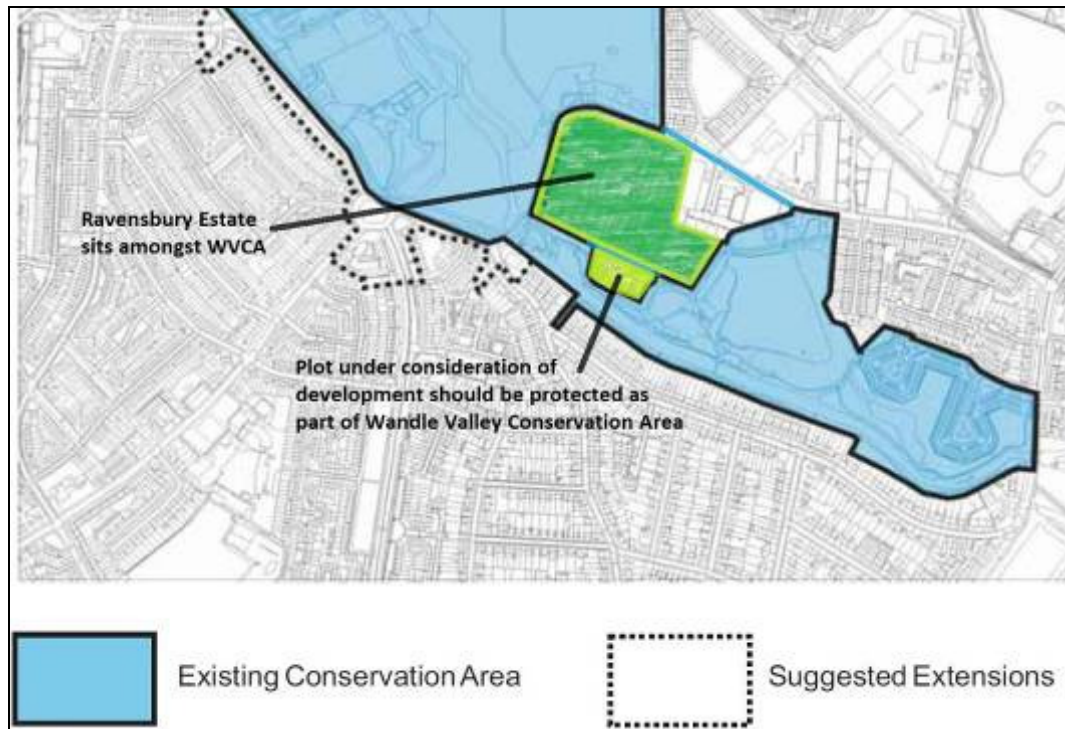 Ravensbury Estate
sits amongst WVCA
Plot under consideration of
development should be protected as
part of Wandle Valley Conservation Area
Existing Conservation Area
Suggested Extensions